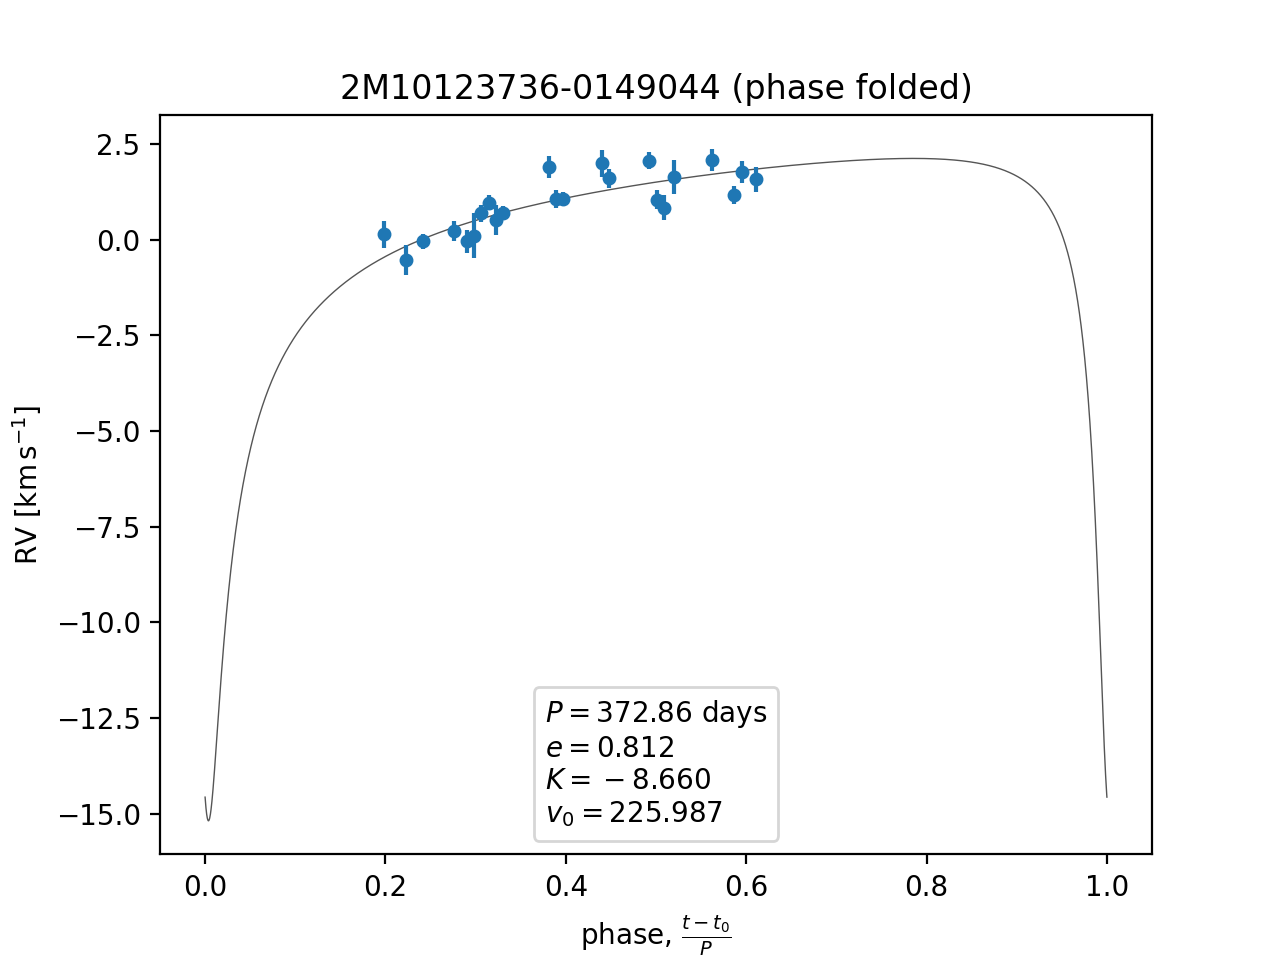 2M10123736-0149044 (phase folded)
RV [km s⁻¹]
2.5
0.0
−2.5
−5.0
−7.5
−10.0
−12.5
−15.0
P = 372.86 days
e = 0.812
K = −8.660
v₀ = 225.987
0.0 0.2 0.4 0.6 0.8 1.0
phase, (t − t₀)/P